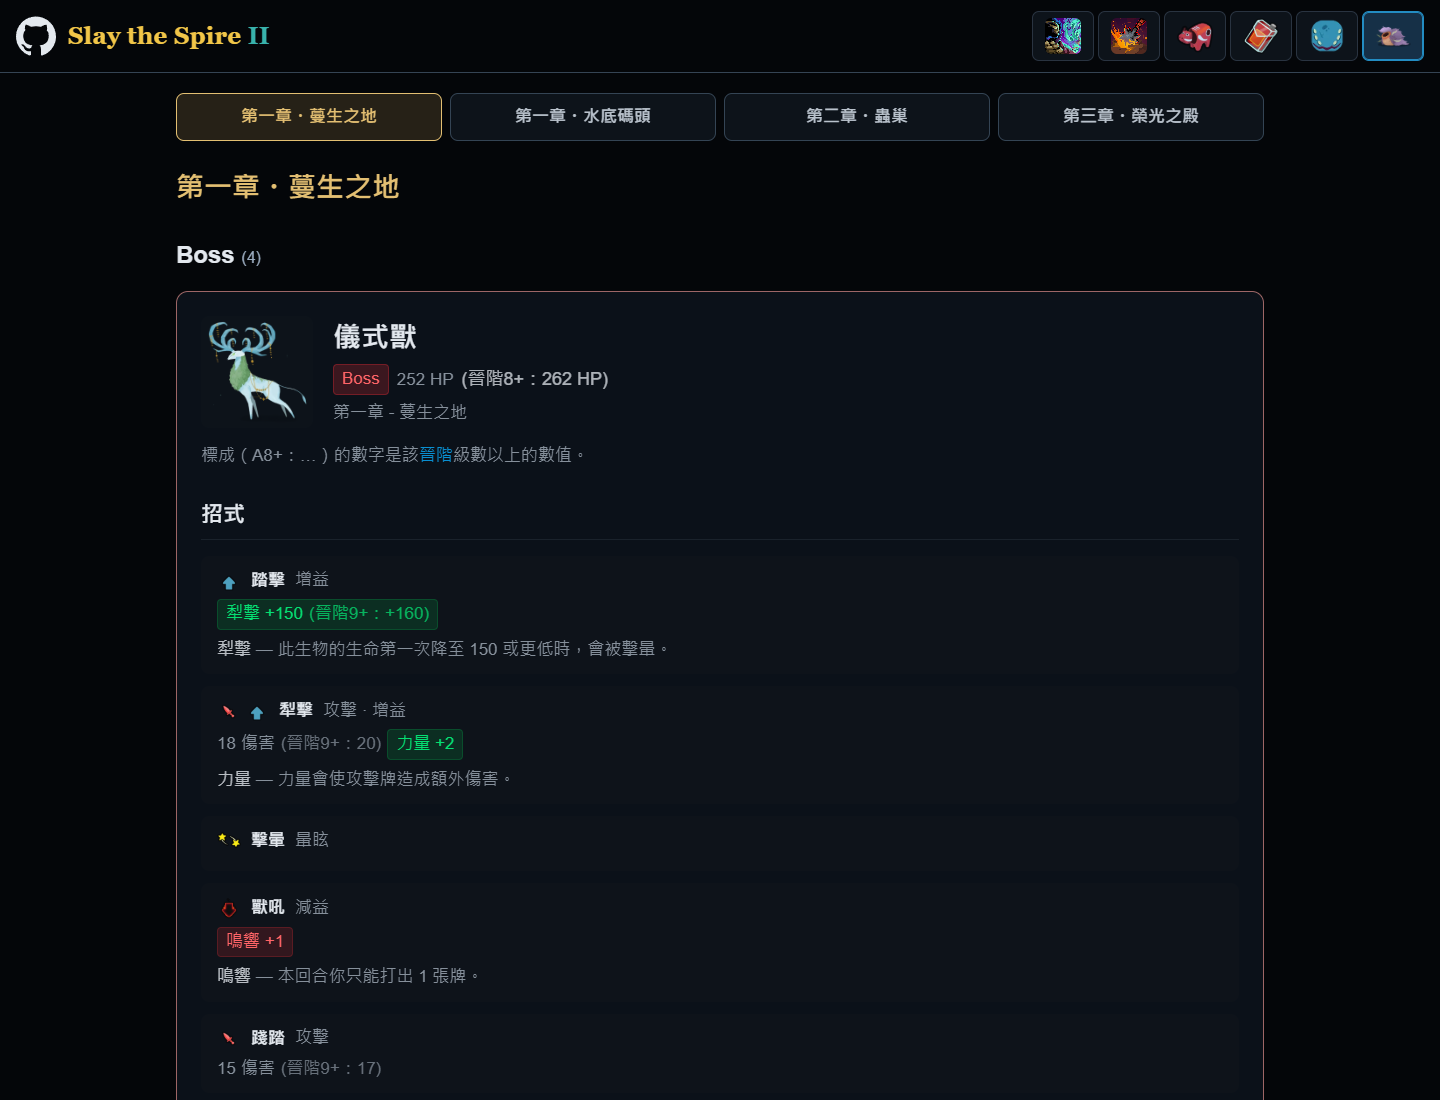 Slay the Spire II
第一章·蔓生之地
第一章·水底碼頭
第二章·蟲巢
第三章·榮光之殿
第一章·蔓生之地
Boss (4)
儀式獸
Boss 252 HP (晉階8+：262 HP)
第一章 - 蔓生之地
標成（A8+：…）的數字是該晉階級數以上的數值。
招式
踏擊 增益
犁擊 +150 (晉階9+：+160)
犁擊 — 此生物的生命第一次降至 150 或更低時，會被擊暈。
犁擊 攻擊 · 增益
18 傷害 (晉階9+：20) 力量 +2
力量 — 力量會使攻擊牌造成額外傷害。
擊暈 暈眩
獸吼 減益
鳴響 +1
鳴響 — 本回合你只能打出 1 張牌。
踐踏 攻擊
15 傷害 (晉階9+：17)